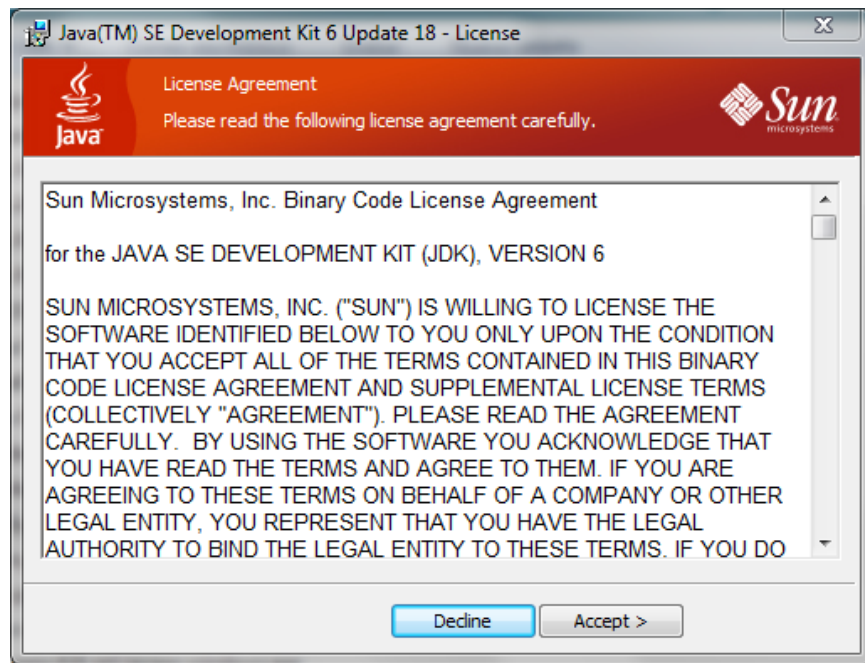 Java(TM) SE Development Kit 6 Update 18 - License
License Agreement
Please read the following license agreement carefully.
Java
Sun
microsystems
Sun Microsystems, Inc. Binary Code License Agreement
for the JAVA SE DEVELOPMENT KIT (JDK), VERSION 6
SUN MICROSYSTEMS, INC. ("SUN") IS WILLING TO LICENSE THE
SOFTWARE IDENTIFIED BELOW TO YOU ONLY UPON THE CONDITION
THAT YOU ACCEPT ALL OF THE TERMS CONTAINED IN THIS BINARY
CODE LICENSE AGREEMENT AND SUPPLEMENTAL LICENSE TERMS
(COLLECTIVELY "AGREEMENT"). PLEASE READ THE AGREEMENT
CAREFULLY.  BY USING THE SOFTWARE YOU ACKNOWLEDGE THAT
YOU HAVE READ THE TERMS AND AGREE TO THEM. IF YOU ARE
AGREEING TO THESE TERMS ON BEHALF OF A COMPANY OR OTHER
LEGAL ENTITY, YOU REPRESENT THAT YOU HAVE THE LEGAL
AUTHORITY TO BIND THE LEGAL ENTITY TO THESE TERMS. IF YOU DO
Decline
Accept >